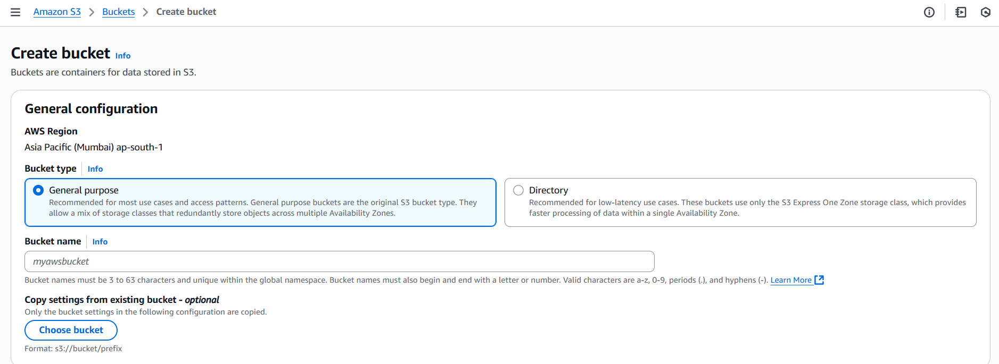 Amazon S3 > Buckets > Create bucket
Create bucket Info
Buckets are containers for data stored in S3.
General configuration
AWS Region
Asia Pacific (Mumbai) ap-south-1
Bucket type Info
General purpose
Recommended for most use cases and access patterns. General purpose buckets are the original S3 bucket type. They
allow a mix of storage classes that redundantly store objects across multiple Availability Zones.
Directory
Recommended for low-latency use cases. These buckets use only the S3 Express One Zone storage class, which provides
faster processing of data within a single Availability Zone.
Bucket name Info
myawsbucket
Bucket names must be 3 to 63 characters and unique within the global namespace. Bucket names must also begin and end with a letter or number. Valid characters are a-z, 0-9, periods (.), and hyphens (-). Learn More
Copy settings from existing bucket - optional
Only the bucket settings in the following configuration are copied.
Choose bucket
Format: s3://bucket/prefix